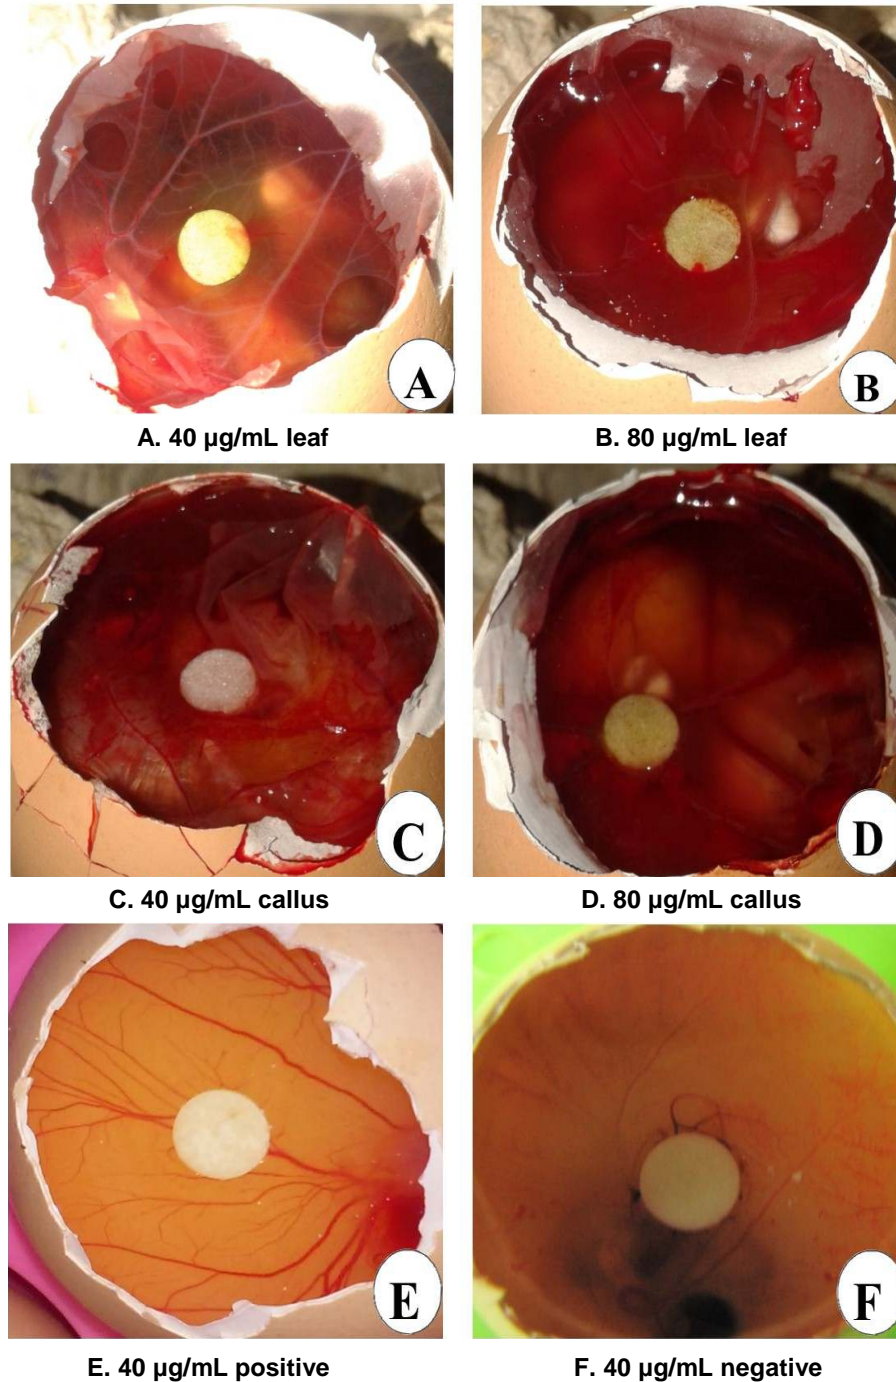 A
B
A. 40 µg/mL leaf
B. 80 µg/mL leaf
C
D
C. 40 µg/mL callus
D. 80 µg/mL callus
E
F
E. 40 µg/mL positive
F. 40 µg/mL negative